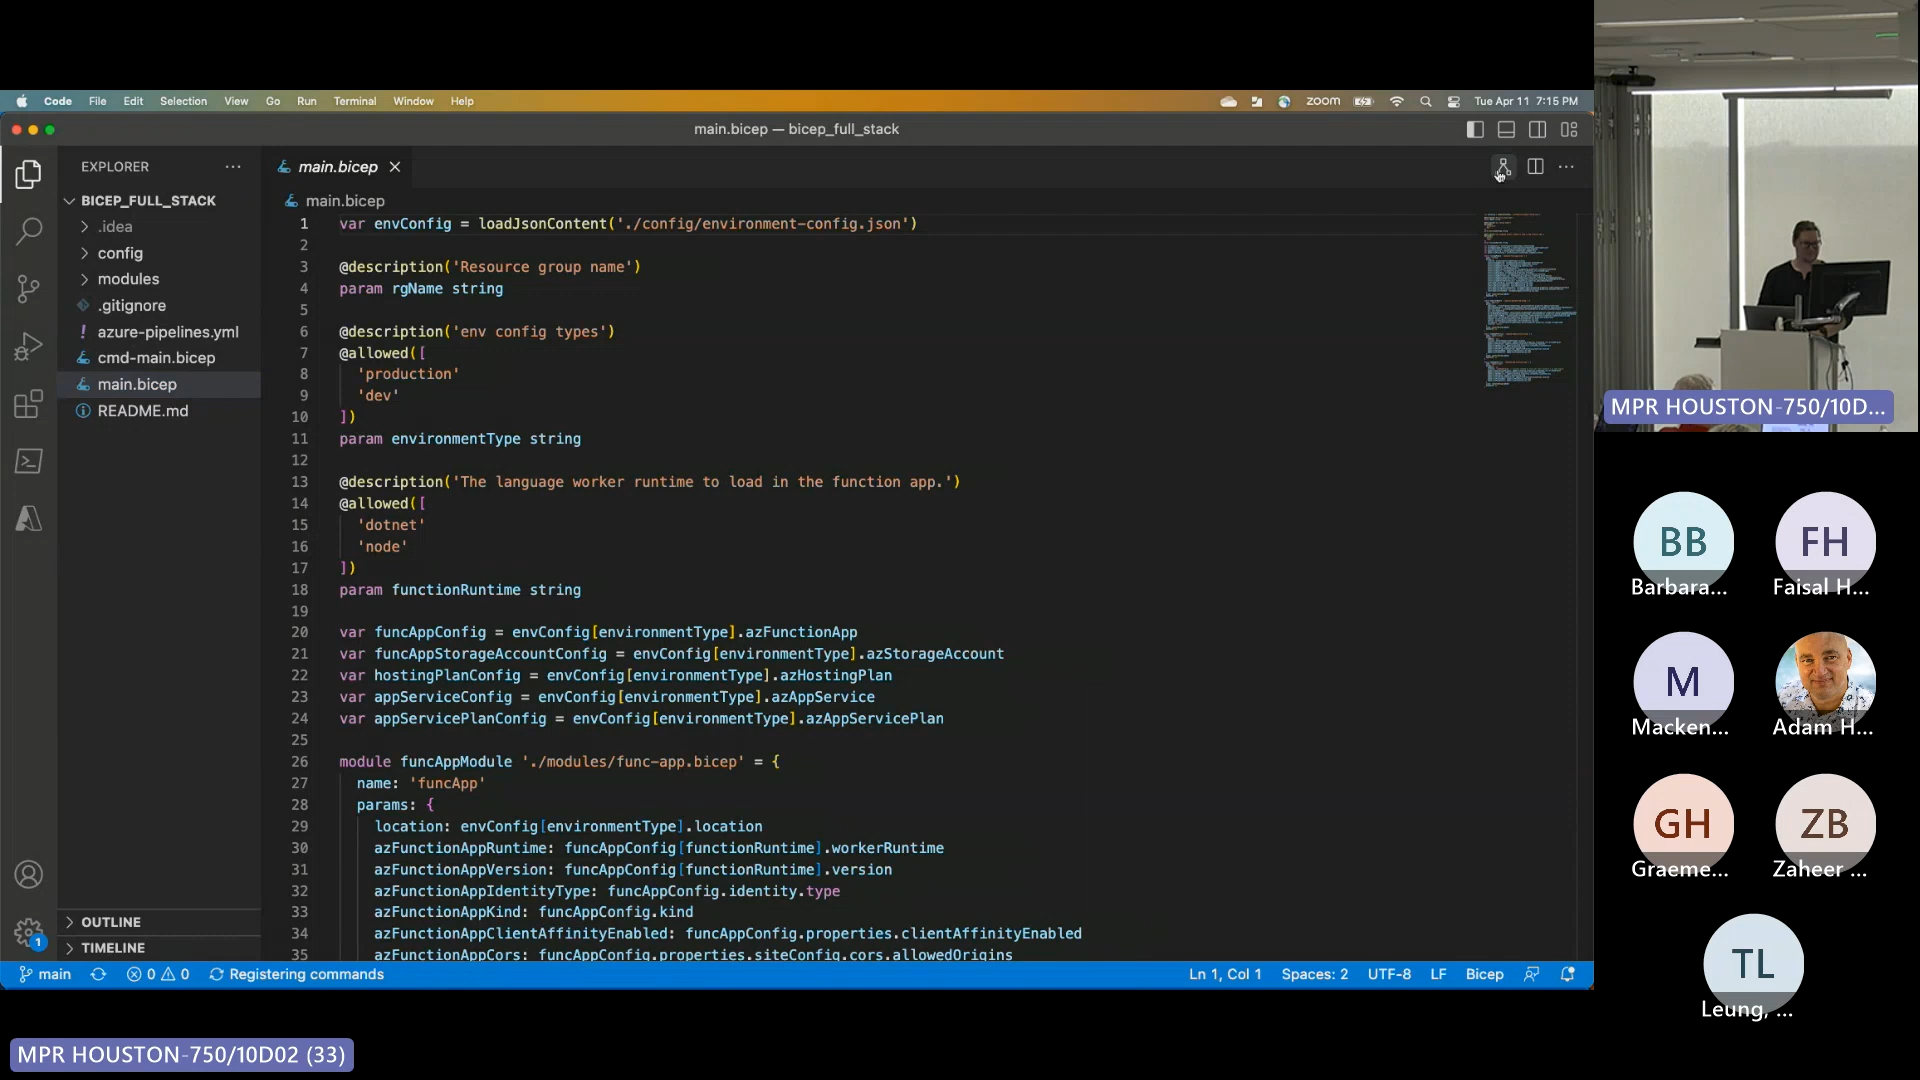 Code File Edit Selection View Go Run Terminal Window Help
zoom
Tue Apr 11 7:15 PM
main.bicep — bicep_full_stack
EXPLORER
BICEP_FULL_STACK
.idea
config
modules
.gitignore
azure-pipelines.yml
cmd-main.bicep
main.bicep
README.md
OUTLINE
TIMELINE
main.bicep
main.bicep
1 var envConfig = loadJsonContent('./config/environment-config.json')
2
3 @description('Resource group name')
4 param rgName string
5
6 @description('env config types')
7 @allowed([
8 'production'
9 'dev'
10 ])
11 param environmentType string
12
13 @description('The language worker runtime to load in the function app.')
14 @allowed([
15 'dotnet'
16 'node'
17 ])
18 param functionRuntime string
19
20 var funcAppConfig = envConfig[environmentType].azFunctionApp
21 var funcAppStorageAccountConfig = envConfig[environmentType].azStorageAccount
22 var hostingPlanConfig = envConfig[environmentType].azHostingPlan
23 var appServiceConfig = envConfig[environmentType].azAppService
24 var appServicePlanConfig = envConfig[environmentType].azAppServicePlan
25
26 module funcAppModule './modules/func-app.bicep' = {
27 name: 'funcApp'
28 params: {
29 location: envConfig[environmentType].location
30 azFunctionAppRuntime: funcAppConfig[functionRuntime].workerRuntime
31 azFunctionAppVersion: funcAppConfig[functionRuntime].version
32 azFunctionAppIdentityType: funcAppConfig.identity.type
33 azFunctionAppKind: funcAppConfig.kind
34 azFunctionAppClientAffinityEnabled: funcAppConfig.properties.clientAffinityEnabled
35 azFunctionAppCors: funcAppConfig.properties.siteConfig.cors.allowedOrigins
1
main 0 0 Registering commands
Ln 1, Col 1 Spaces: 2 UTF-8 LF Bicep
MPR HOUSTON-750/10D02 (33)
MPR HOUSTON-750/10D...
BB
Barbara...
FH
Faisal H...
M
Macken...
Adam H...
GH
Graeme...
ZB
Zaheer ...
TL
Leung, ...